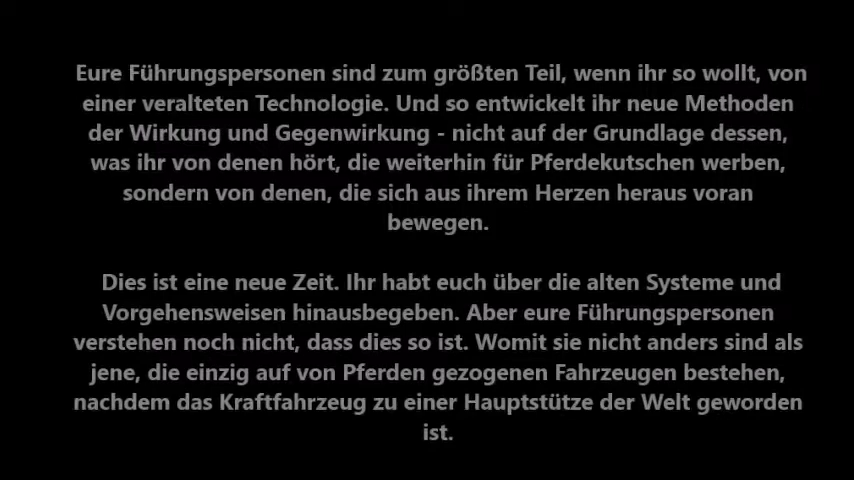 Eure Führungspersonen sind zum größten Teil, wenn ihr so wollt, von
einer veralteten Technologie. Und so entwickelt ihr neue Methoden
der Wirkung und Gegenwirkung - nicht auf der Grundlage dessen,
was ihr von denen hört, die weiterhin für Pferdekutschen werben,
sondern von denen, die sich aus ihrem Herzen heraus voran
bewegen.
Dies ist eine neue Zeit. Ihr habt euch über die alten Systeme und
Vorgehensweisen hinausbegeben. Aber eure Führungspersonen
verstehen noch nicht, dass dies so ist. Womit sie nicht anders sind als
jene, die einzig auf von Pferden gezogenen Fahrzeugen bestehen,
nachdem das Kraftfahrzeug zu einer Hauptstütze der Welt geworden
ist.